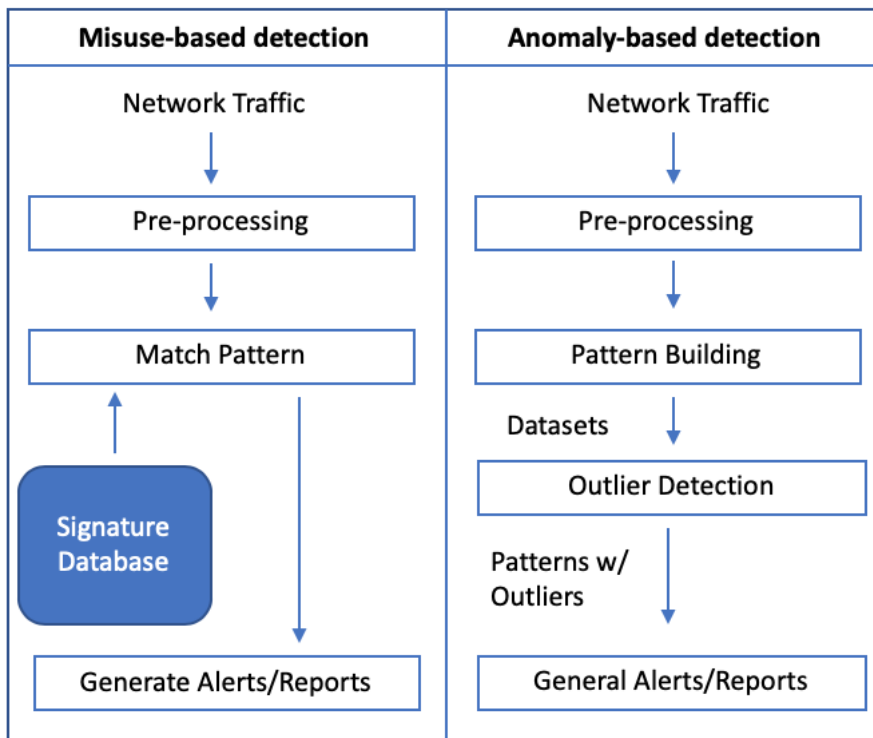 Misuse-based detection
Network Traffic
Pre-processing
Match Pattern
Signature
Database
Generate Alerts/Reports
Anomaly-based detection
Network Traffic
Pre-processing
Pattern Building
Datasets
Outlier Detection
Patterns w/
Outliers
General Alerts/Reports